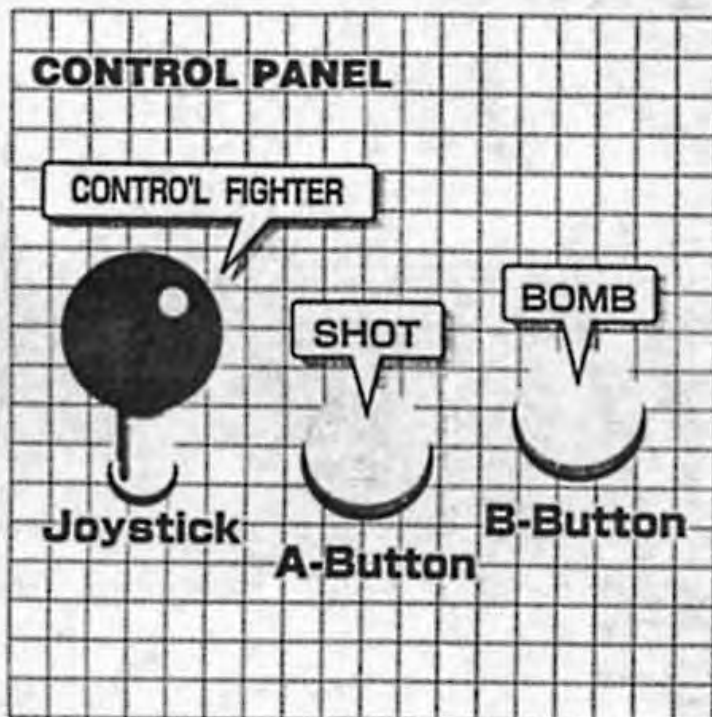 CONTROL PANEL
CONTRO'L FIGHTER
SHOT
BOMB
Joystick
A-Button
B-Button